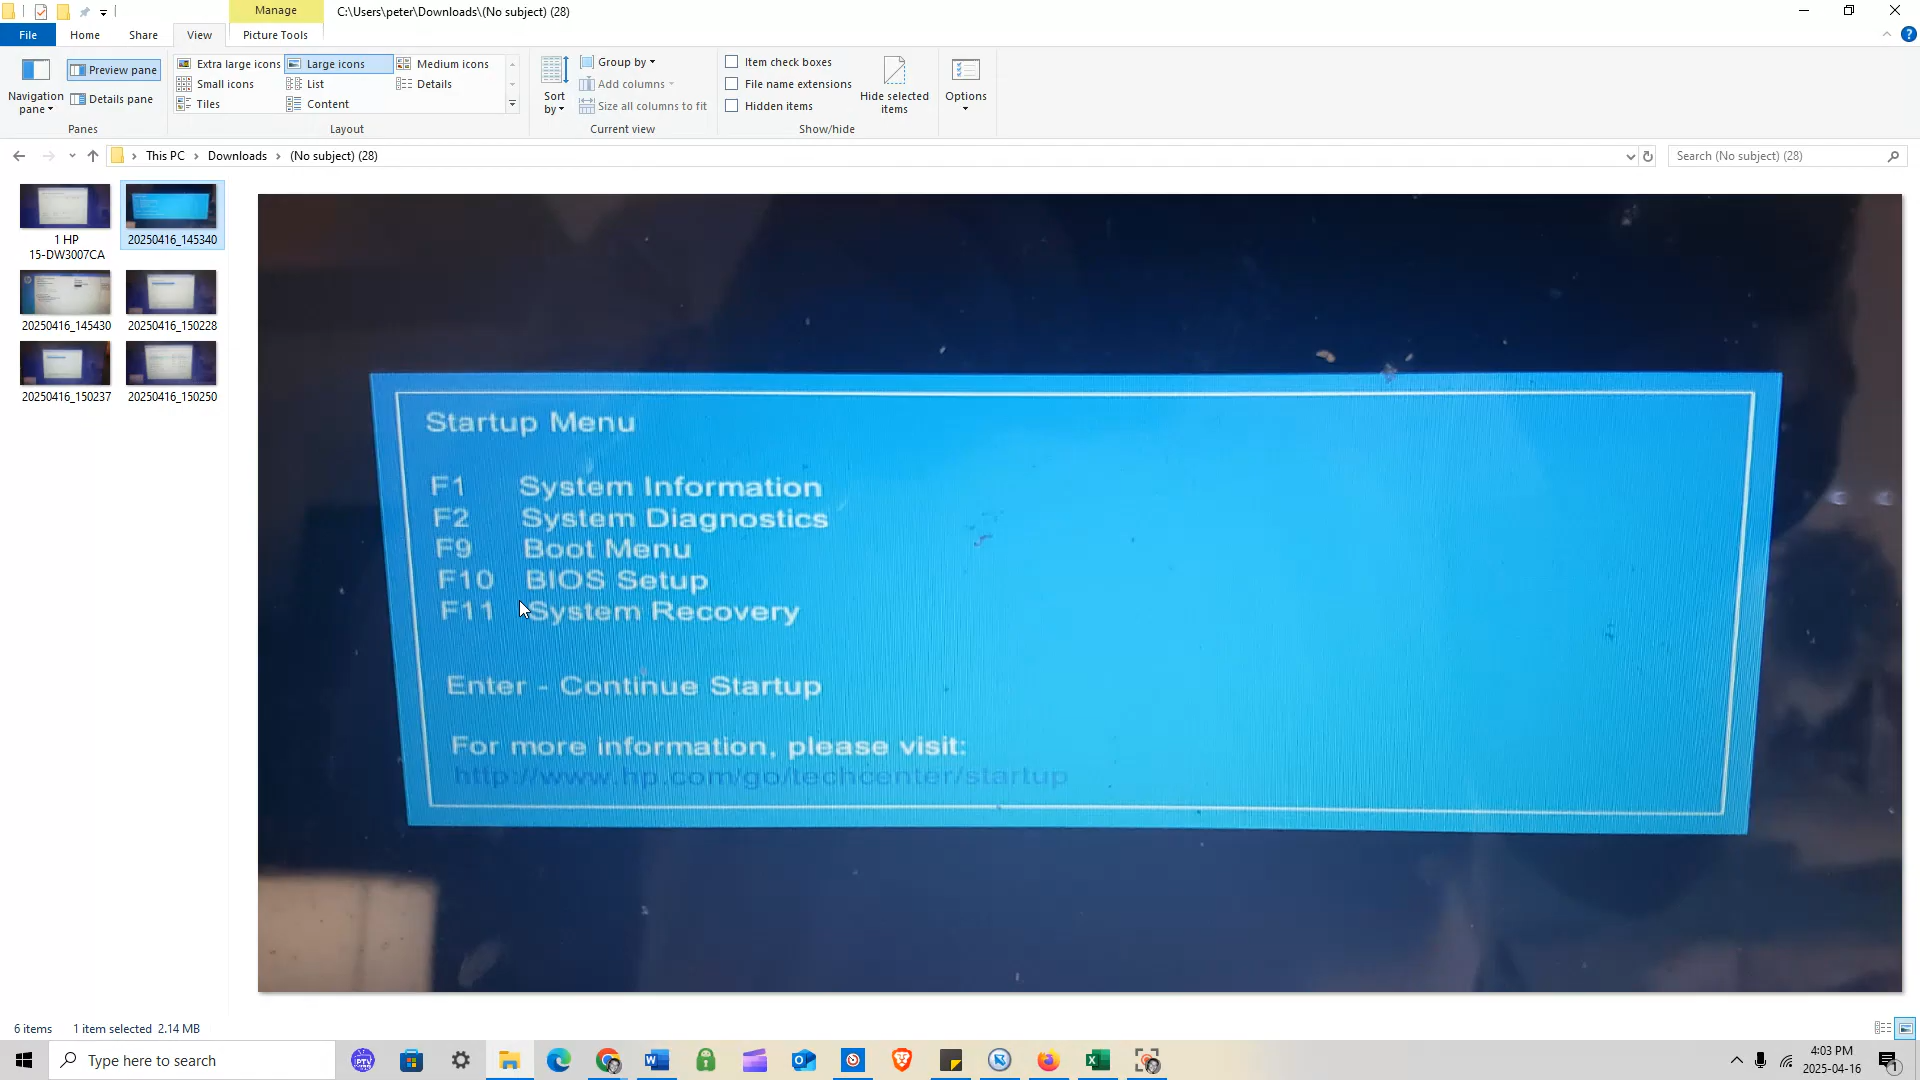 Manage
C:\Users\peter\Downloads\(No subject) (28)
File
Home
Share
View
Picture Tools
Navigation pane
Preview pane
Details pane
Panes
Extra large icons
Large icons
Medium icons
Small icons
List
Details
Tiles
Content
Layout
Sort by
Group by
Add columns
Size all columns to fit
Current view
Item check boxes
File name extensions
Hidden items
Hide selected items
Show/hide
Options
This PC
Downloads
(No subject) (28)
Search (No subject) (28)
1 HP
15-DW3007CA
20250416_145340
20250416_145430
20250416_150228
20250416_150237
20250416_150250
Startup Menu
F1 System Information
F2 System Diagnostics
F9 Boot Menu
F10 BIOS Setup
F11 System Recovery
Enter - Continue Startup
For more information, please visit:
http://www.hp.com/go/techcenter/startup
6 items
1 item selected 2.14 MB
Type here to search
IPTV
4:03 PM
2025-04-16
1